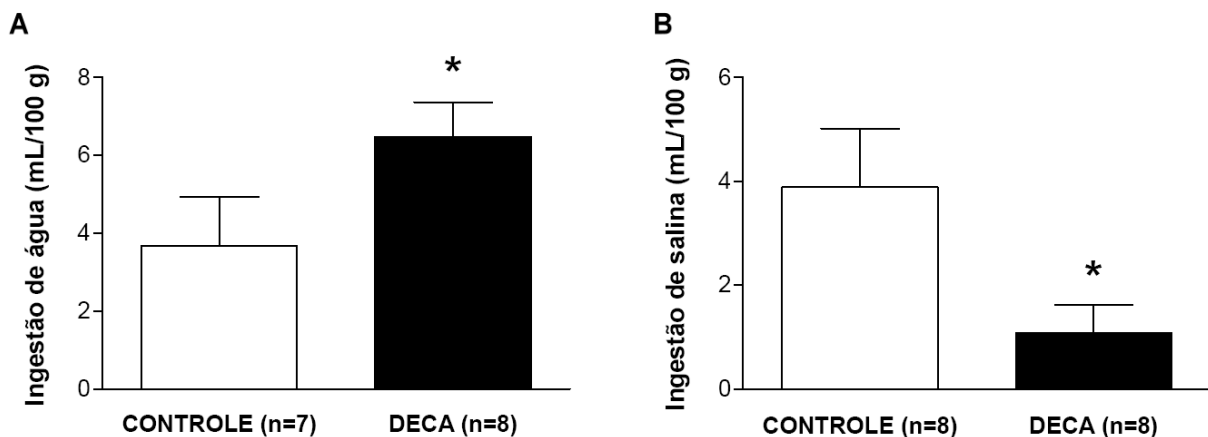 A
Ingestão de água (mL/100 g)
8
6
4
2
0
*
CONTROLE (n=7)
DECA (n=8)
B
Ingestão de salina (mL/100 g)
6
4
2
0
*
CONTROLE (n=8)
DECA (n=8)